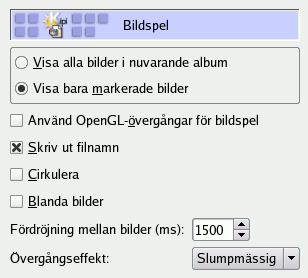 Bildspel
Visa alla bilder i nuvarande album
Visa bara markerade bilder
Använd OpenGL-övergångar för bildspel
Skriv ut filnamn
Cirkulera
Blanda bilder
Fördröjning mellan bilder (ms): 1500
Övergångseffekt: Slumpmässig